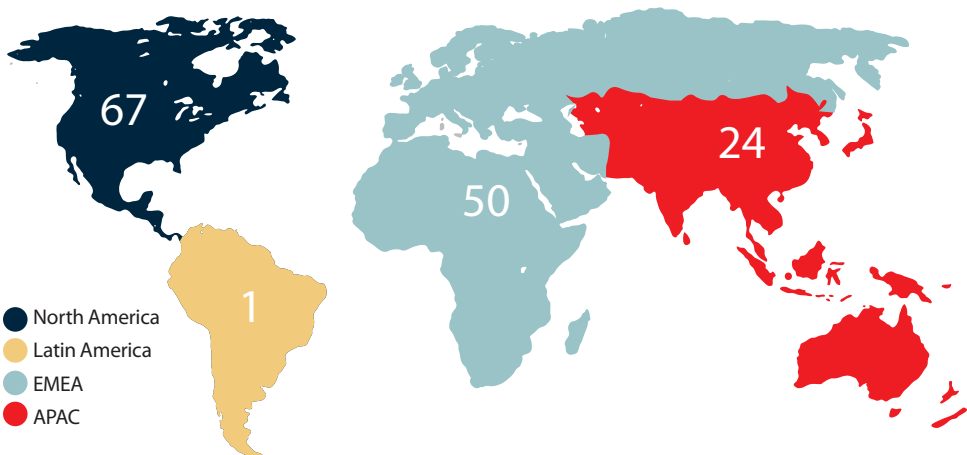 67
24
50
1
North America
Latin America
EMEA
APAC